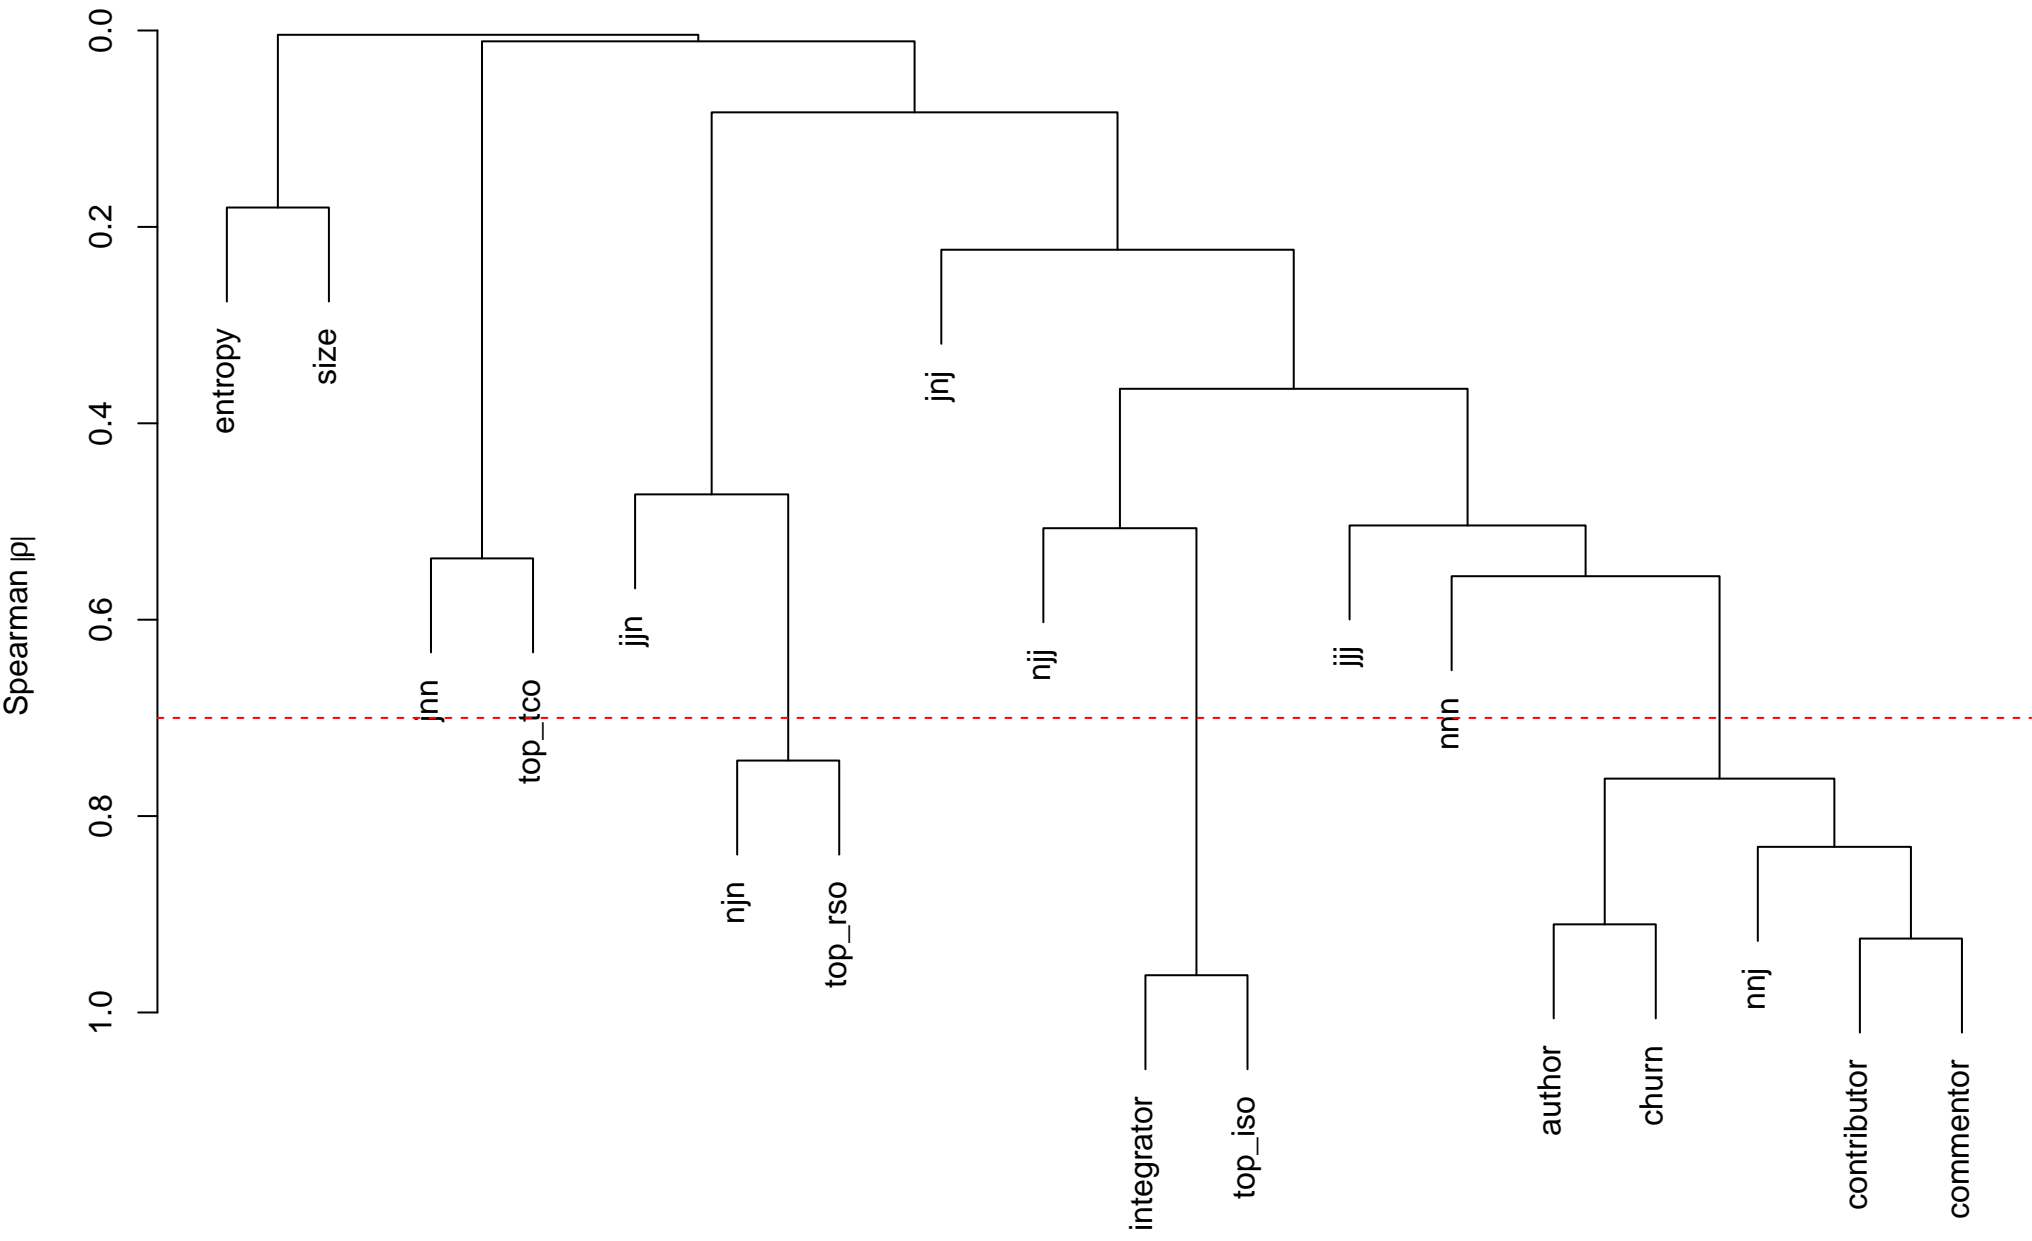 0.0
0.2
0.4
0.6
0.8
1.0
Spearman |ρ|
entropy
size
jnn
top_tco
jjn
njn
top_rso
jnj
njj
integrator
top_iso
jjj
nnn
author
churn
nnj
contributor
commentor